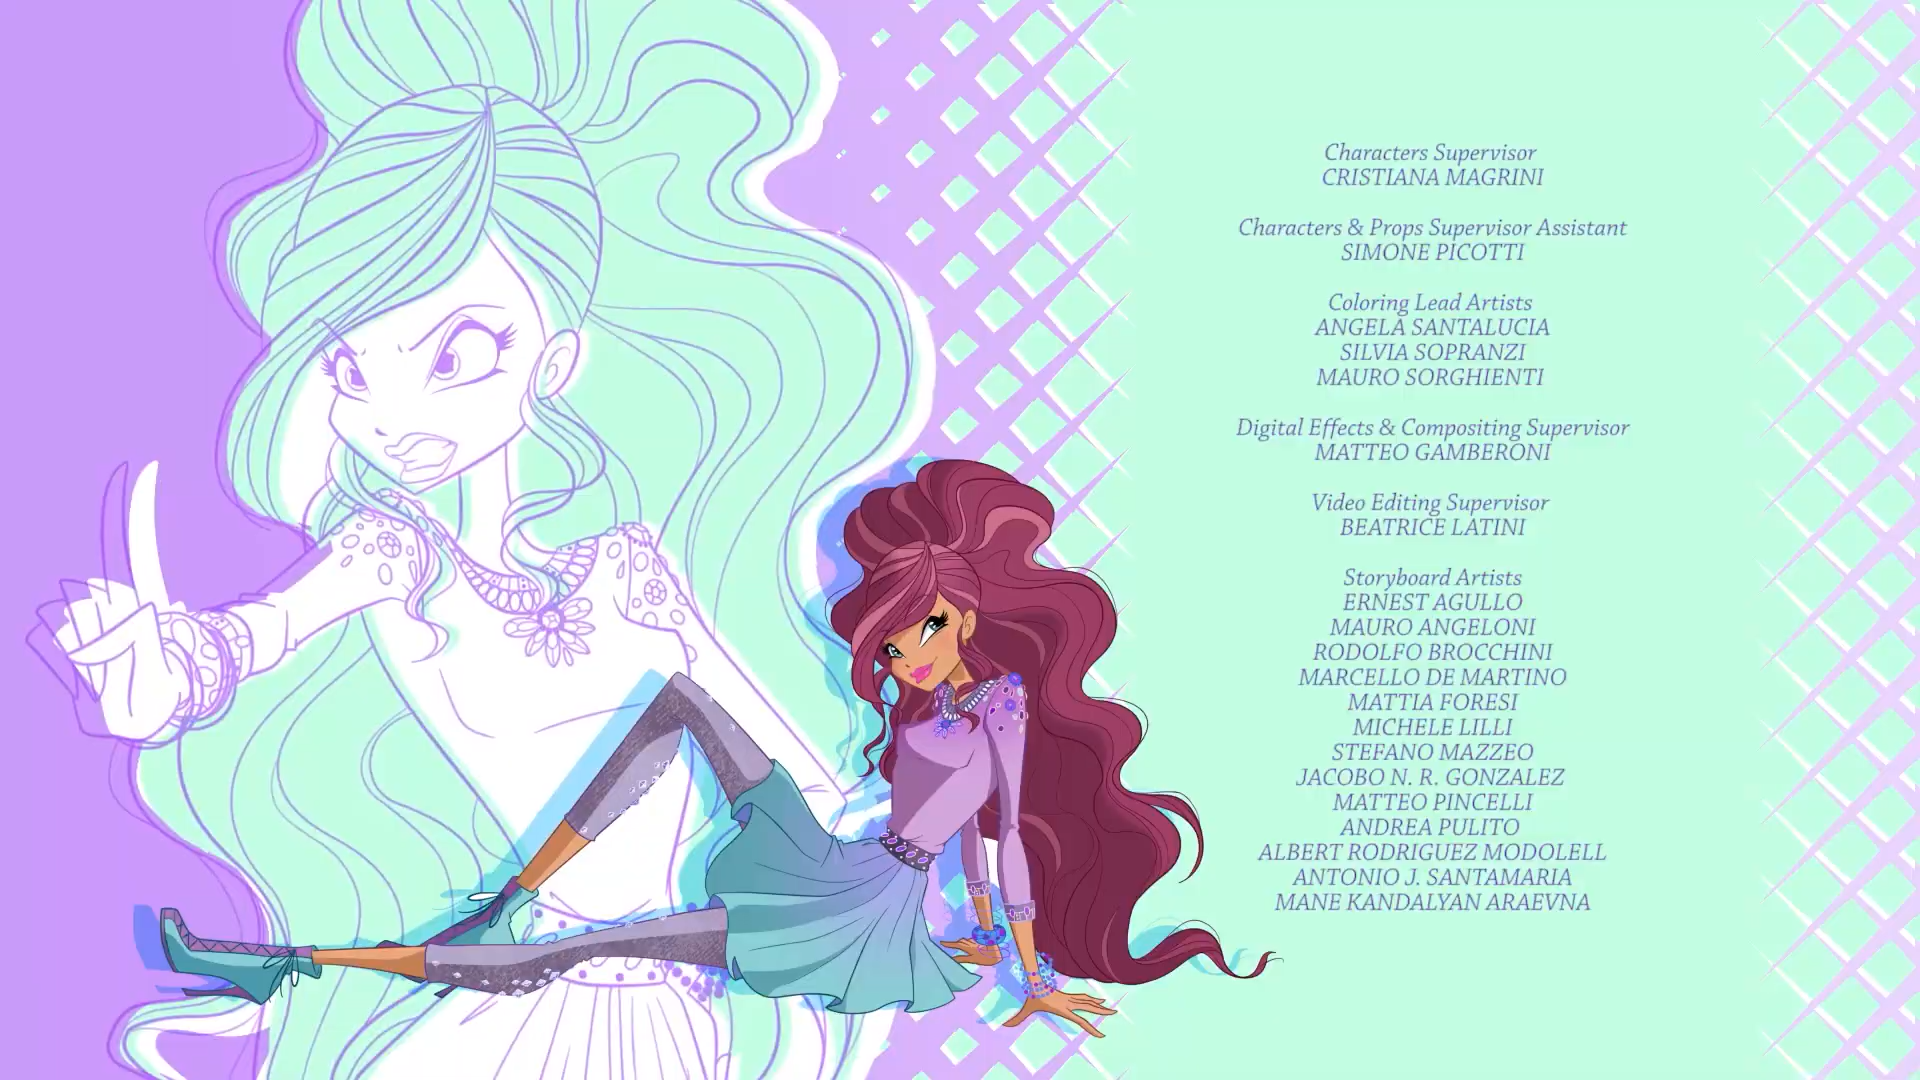 Characters Supervisor
CRISTIANA MAGRINI
Characters & Props Supervisor Assistant
SIMONE PICOTTI
Coloring Lead Artists
ANGELA SANTALUCIA
SILVIA SOPRANZI
MAURO SORGHIENTI
Digital Effects & Compositing Supervisor
MATTEO GAMBERONI
Video Editing Supervisor
BEATRICE LATINI
Storyboard Artists
ERNEST AGULLO
MAURO ANGELONI
RODOLFO BROCCHINI
MARCELLO DE MARTINO
MATTIA FORESI
MICHELE LILLI
STEFANO MAZZEO
JACOBO N. R. GONZALEZ
MATTEO PINCELLI
ANDREA PULITO
ALBERT RODRIGUEZ MODOLELL
ANTONIO J. SANTAMARIA
MANE KANDALYAN ARAEVNA